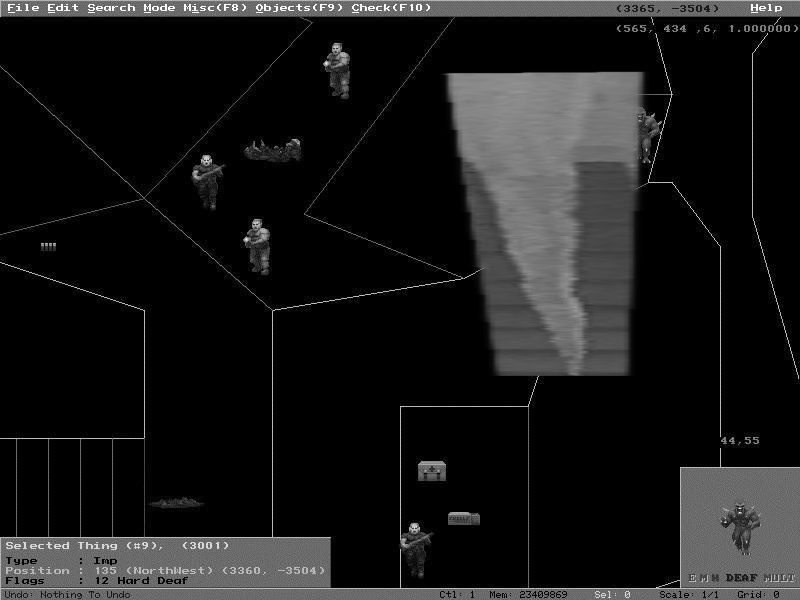 File Edit Search Mode Misc(F8) Objects(F9) Check(F10) (3365, -3504) Help
(565, 434 ,6, 1.000000)
44,55
Selected Thing (#9), (3001)
Type : Imp
Position : 135 (NorthWest) (3360, -3504)
Flags : 12 Hard Deaf
E M H DEAF MULT
Undo: Nothing To Undo Ctl: 1 Mem: 23409869 Sel: 0 Scale: 1/1 Grid: 0